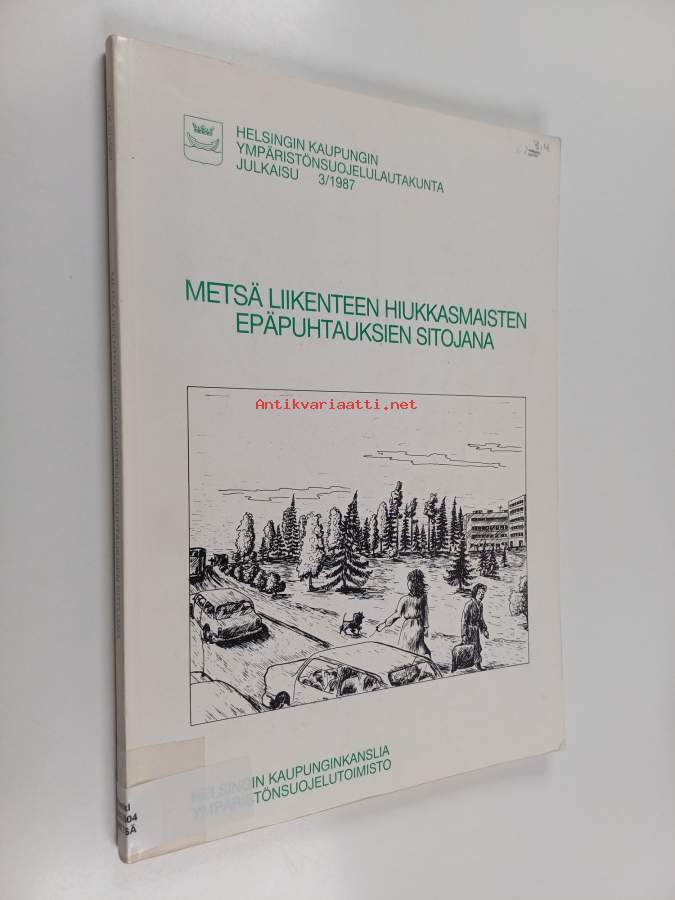 HELSINGIN KAUPUNGIN
YMPÄRISTÖNSUOJELULAUTAKUNTA
JULKAISU 3/1987
METSÄ LIIKENTEEN HIUKKASMAISTEN
EPÄPUHTAUKSIEN SITOJANA
Antikvariaatti.net
HELSINGIN KAUPUNGINKANSLIA
YMPÄRISTÖNSUOJELUTOIMISTO